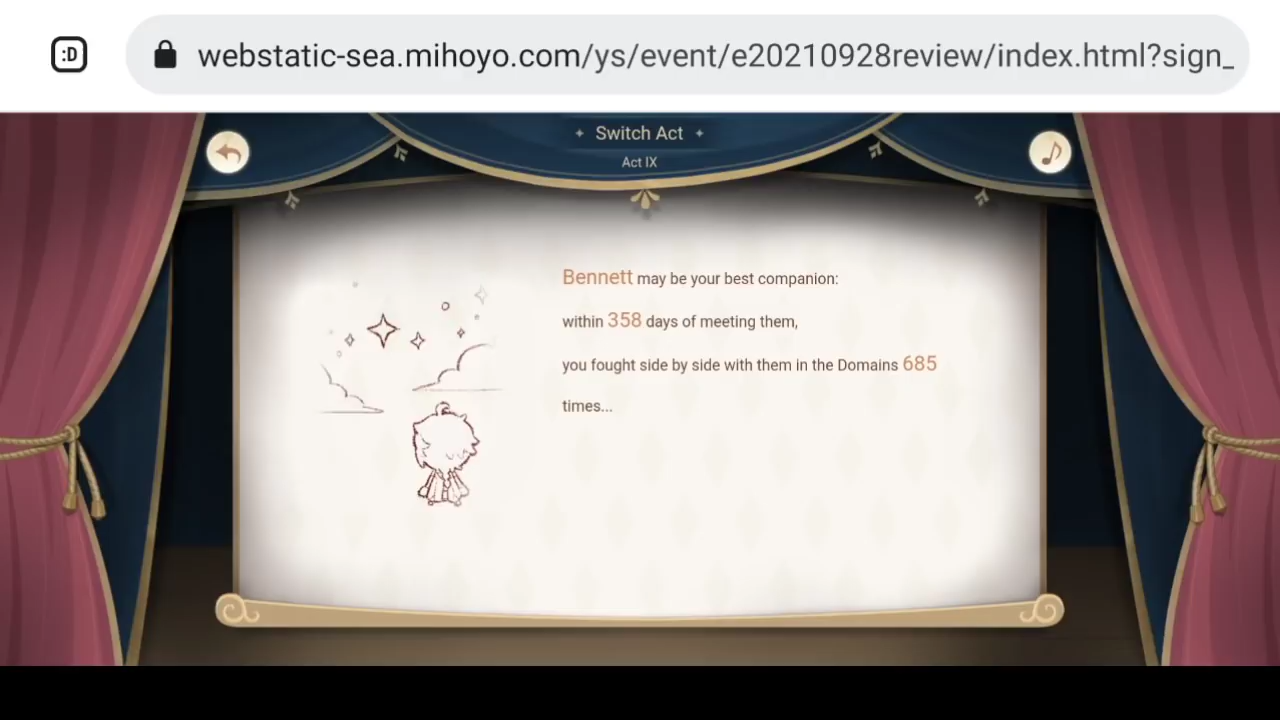 :D
webstatic-sea.mihoyo.com/ys/event/e20210928review/index.html?sign_
Switch Act
Act IX
Bennett may be your best companion:
within 358 days of meeting them,
you fought side by side with them in the Domains 685
times...